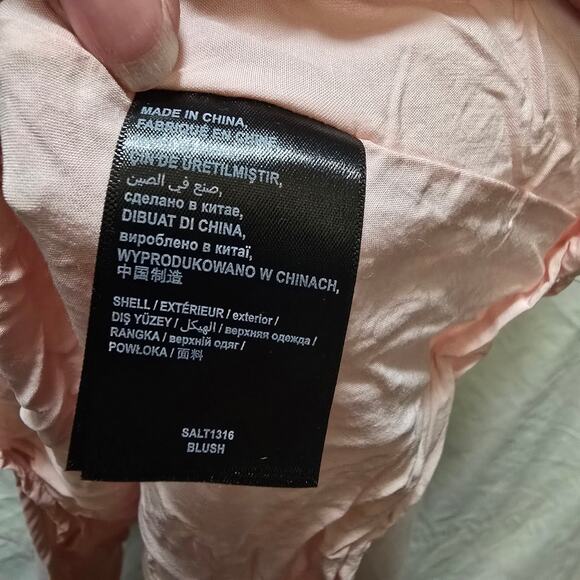 MADE IN CHINA,
FABRIQUÉ EN CHINE
ÇİN DE ÜRETİLMİŞTİR,
صنع في الصين,
сделано в китае,
DIBUAT DI CHINA,
вироблено в китаї,
WYPRODUKOWANO W CHINACH,
中国制造
SHELL / EXTÉRIEUR / exterior /
DIŞ YÜZEY / الهيكل / верхняя одежда /
RANGKA / верхній одяг /
POWŁOKA / 面料
SALT1316
BLUSH